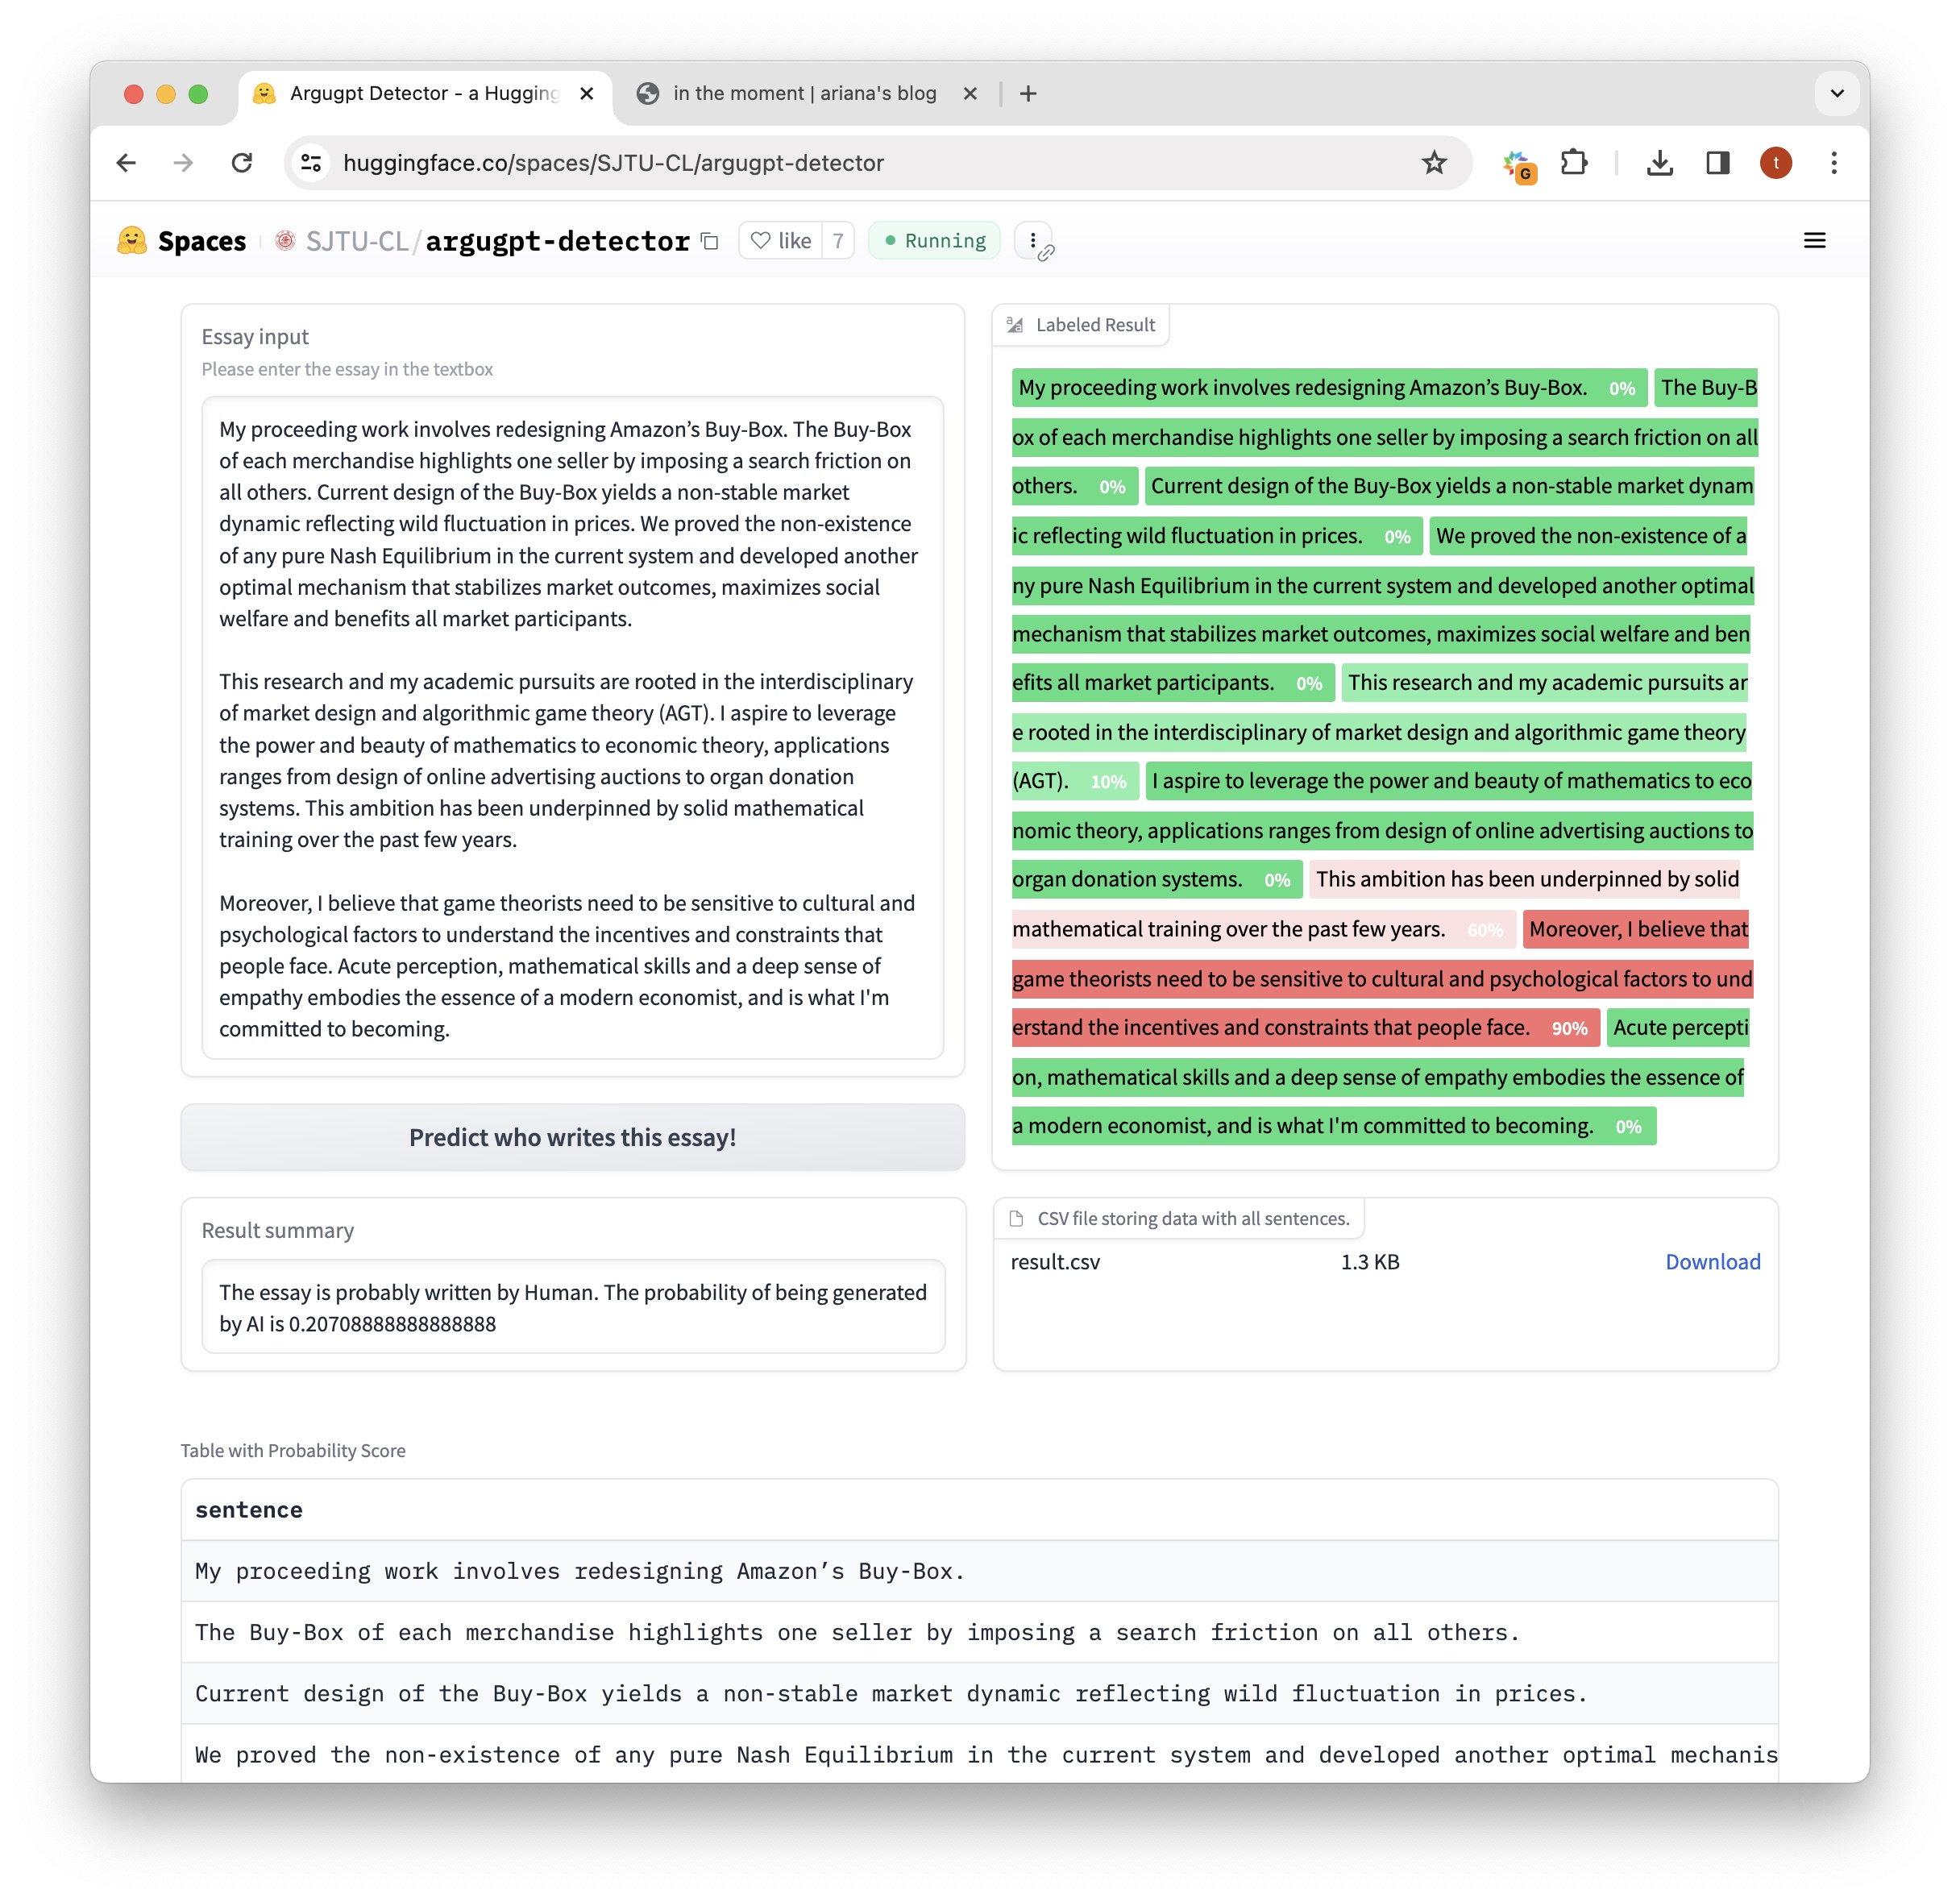 Argugpt Detector - a Hugging
in the moment | ariana's blog
huggingface.co/spaces/SJTU-CL/argugpt-detector
G
t
Spaces
SJTU-CL/argugpt-detector
like 7
Running
Essay input
Please enter the essay in the textbox
My proceeding work involves redesigning Amazon’s Buy-Box. The Buy-Box
of each merchandise highlights one seller by imposing a search friction on
all others. Current design of the Buy-Box yields a non-stable market
dynamic reflecting wild fluctuation in prices. We proved the non-existence
of any pure Nash Equilibrium in the current system and developed another
optimal mechanism that stabilizes market outcomes, maximizes social
welfare and benefits all market participants.
This research and my academic pursuits are rooted in the interdisciplinary
of market design and algorithmic game theory (AGT). I aspire to leverage
the power and beauty of mathematics to economic theory, applications
ranges from design of online advertising auctions to organ donation
systems. This ambition has been underpinned by solid mathematical
training over the past few years.
Moreover, I believe that game theorists need to be sensitive to cultural and
psychological factors to understand the incentives and constraints that
people face. Acute perception, mathematical skills and a deep sense of
empathy embodies the essence of a modern economist, and is what I'm
committed to becoming.
Predict who writes this essay!
Labeled Result
My proceeding work involves redesigning Amazon’s Buy-Box. 0% The Buy-B
ox of each merchandise highlights one seller by imposing a search friction on all
others. 0% Current design of the Buy-Box yields a non-stable market dynam
ic reflecting wild fluctuation in prices. 0% We proved the non-existence of a
ny pure Nash Equilibrium in the current system and developed another optimal
mechanism that stabilizes market outcomes, maximizes social welfare and ben
efits all market participants. 0% This research and my academic pursuits ar
e rooted in the interdisciplinary of market design and algorithmic game theory
(AGT). 10% I aspire to leverage the power and beauty of mathematics to eco
nomic theory, applications ranges from design of online advertising auctions to
organ donation systems. 0% This ambition has been underpinned by solid
mathematical training over the past few years. 60% Moreover, I believe that
game theorists need to be sensitive to cultural and psychological factors to und
erstand the incentives and constraints that people face. 90% Acute percepti
on, mathematical skills and a deep sense of empathy embodies the essence of
a modern economist, and is what I'm committed to becoming. 0%
Result summary
The essay is probably written by Human. The probability of being generated
by AI is 0.20708888888888888
CSV file storing data with all sentences.
result.csv 1.3 KB Download
Table with Probability Score
sentence
My proceeding work involves redesigning Amazon’s Buy-Box.
The Buy-Box of each merchandise highlights one seller by imposing a search friction on all others.
Current design of the Buy-Box yields a non-stable market dynamic reflecting wild fluctuation in prices.
We proved the non-existence of any pure Nash Equilibrium in the current system and developed another optimal mechanis